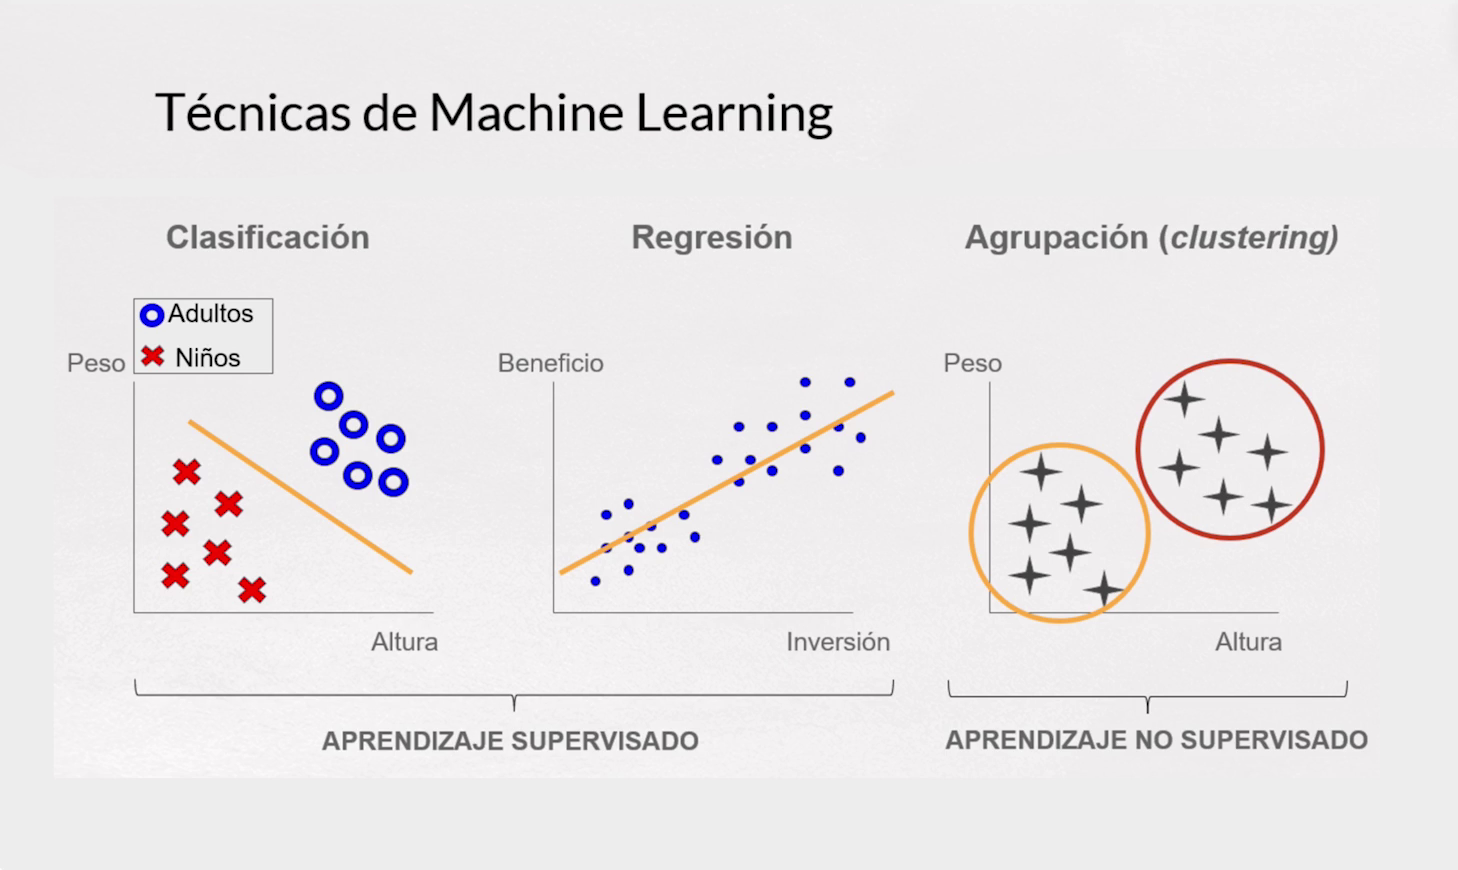 Técnicas de Machine Learning
Clasificación
Adultos
Niños
Peso
Altura
Regresión
Beneficio
Inversión
Agrupación (clustering)
Peso
Altura
APRENDIZAJE SUPERVISADO
APRENDIZAJE NO SUPERVISADO